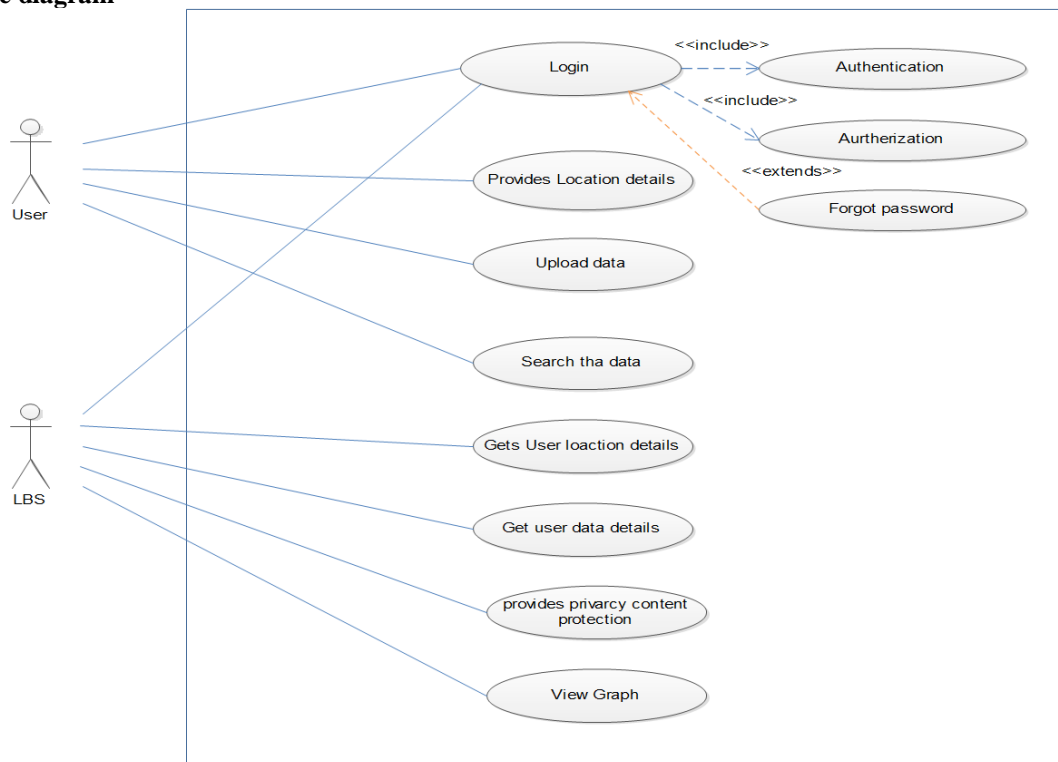 diagram
<<include>>
Login
Authentication
<<include>>
Aurtherization
<<extends>>
Provides Location details
Forgot password
User
Upload data
Search tha data
Gets User loaction details
LBS
Get user data details
provides privarcy content
protection
View Graph